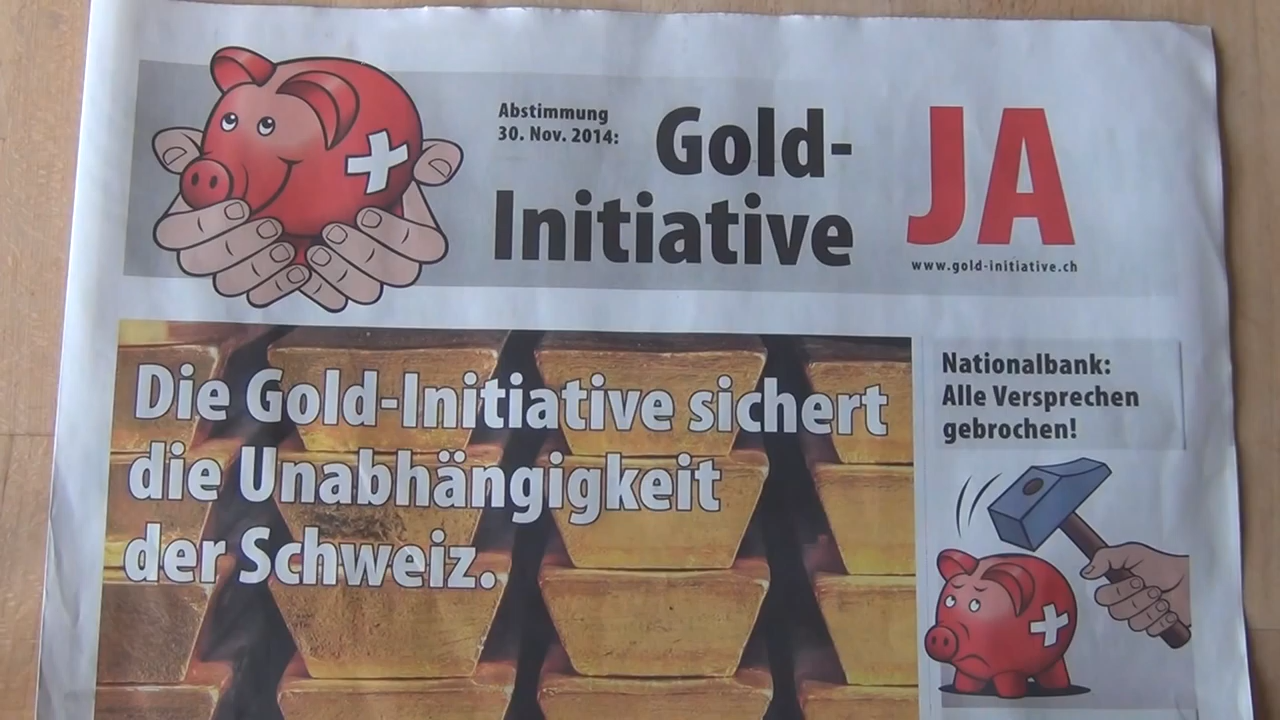 Abstimmung
30. Nov. 2014:
Gold-
Initiative
JA
www.gold-initiative.ch
Die Gold-Initiative sichert
die Unabhängigkeit
der Schweiz.
Nationalbank:
Alle Versprechen
gebrochen!